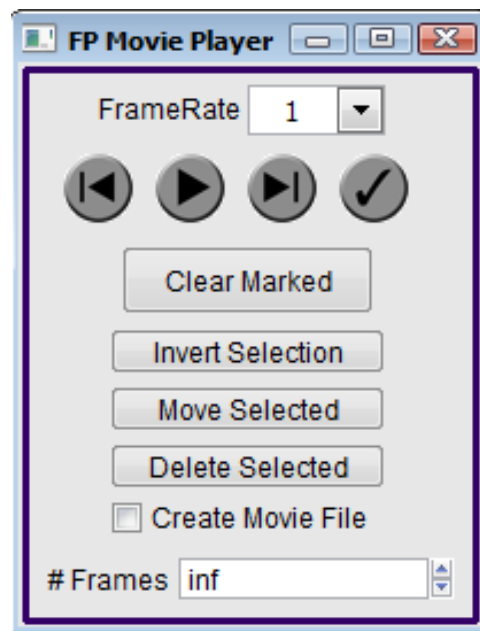 FP Movie Player
FrameRate 1
Clear Marked
Invert Selection
Move Selected
Delete Selected
Create Movie File
# Frames inf